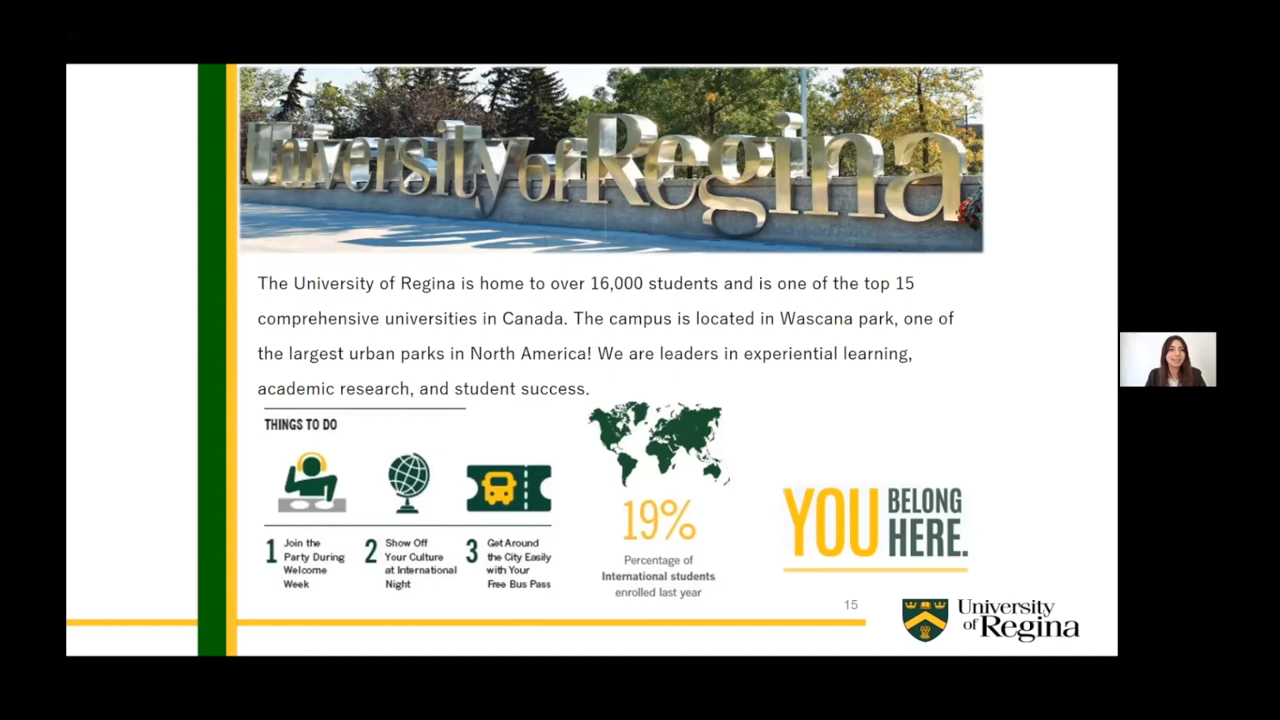 University of Regina
The University of Regina is home to over 16,000 students and is one of the top 15
comprehensive universities in Canada. The campus is located in Wascana park, one of
the largest urban parks in North America! We are leaders in experiential learning,
academic research, and student success.
THINGS TO DO
1 Join the
Party During
Welcome
Week
2 Show Off
Your Culture
at International
Night
3 Get Around
the City Easily
with Your
Free Bus Pass
19%
Percentage of
International students
enrolled last year
YOU BELONG
HERE.
15
University
of Regina